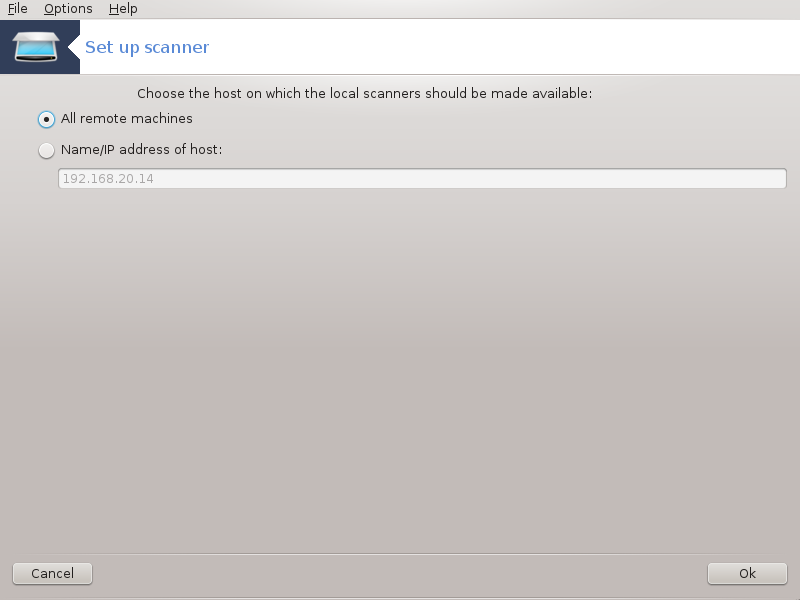 File Options Help
Set up scanner
Choose the host on which the local scanners should be made available:
All remote machines
Name/IP address of host:
192.168.20.14
Cancel Ok